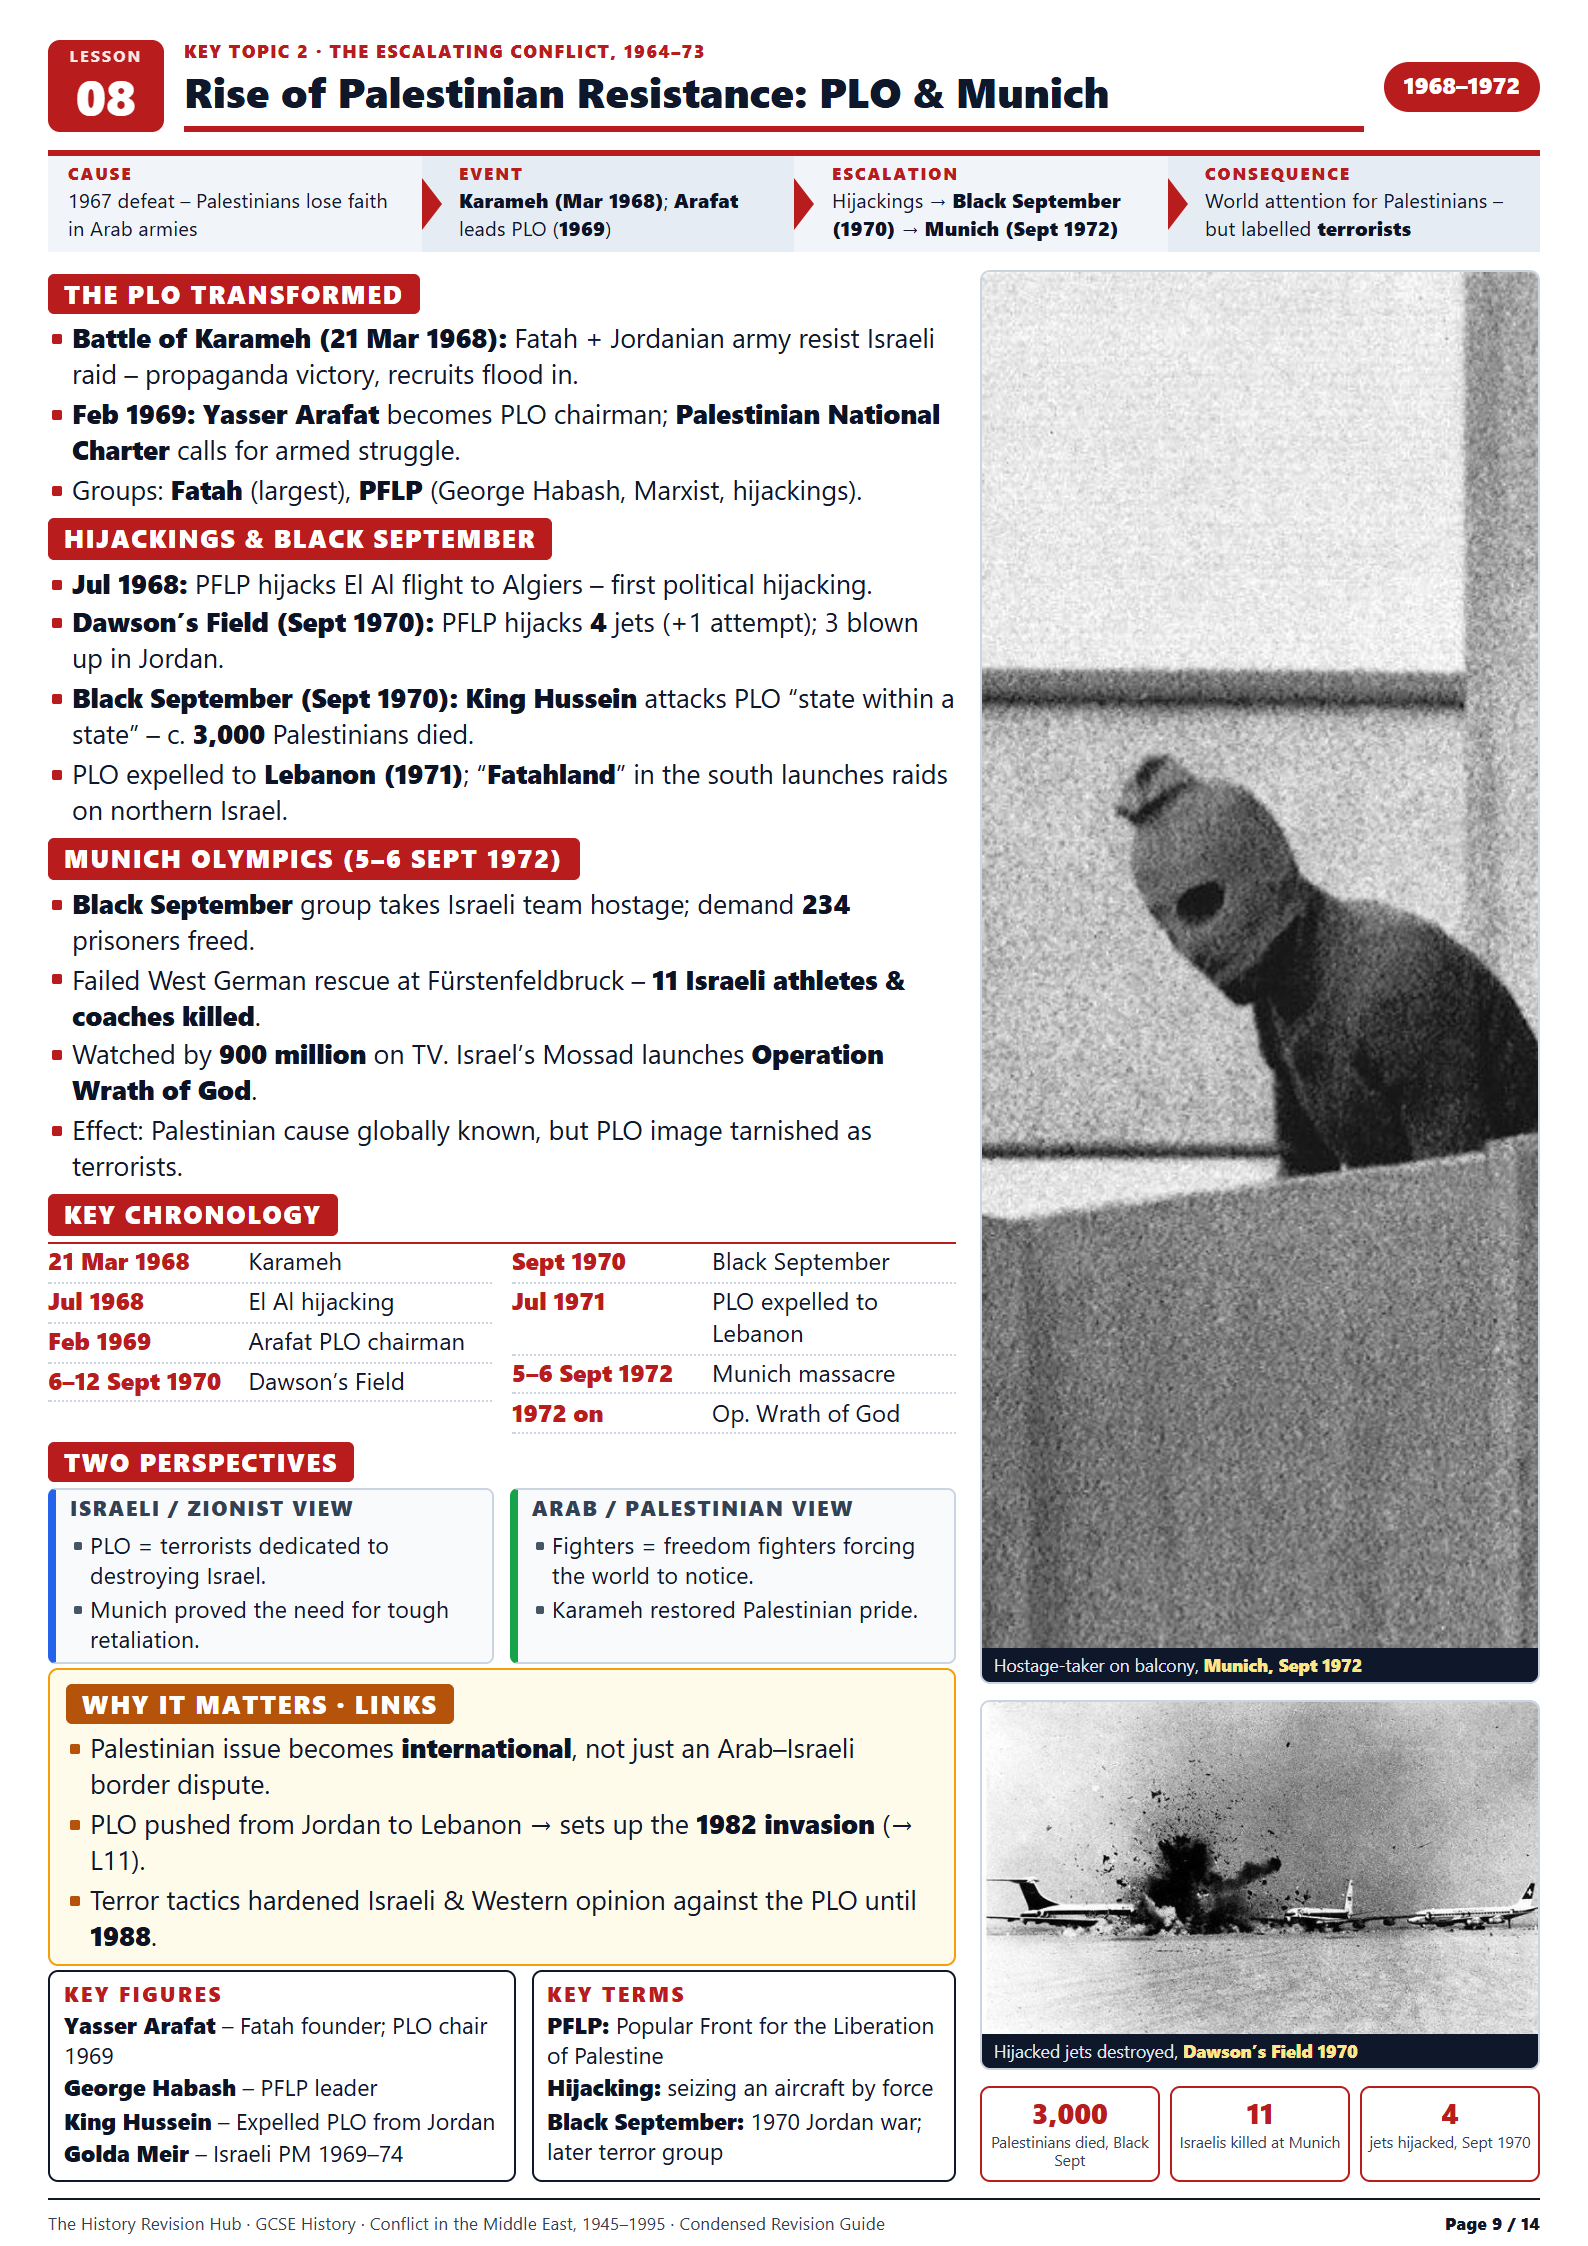 LESSON
08
KEY TOPIC 2 · THE ESCALATING CONFLICT, 1964–73
Rise of Palestinian Resistance: PLO & Munich
1968–1972
CAUSE
1967 defeat – Palestinians lose faith
in Arab armies
EVENT
Karameh (Mar 1968); Arafat
leads PLO (1969)
ESCALATION
Hijackings → Black September
(1970) → Munich (Sept 1972)
CONSEQUENCE
World attention for Palestinians –
but labelled terrorists
THE PLO TRANSFORMED
Battle of Karameh (21 Mar 1968): Fatah + Jordanian army resist Israeli
raid – propaganda victory, recruits flood in.
Feb 1969: Yasser Arafat becomes PLO chairman; Palestinian National
Charter calls for armed struggle.
Groups: Fatah (largest), PFLP (George Habash, Marxist, hijackings).
HIJACKINGS & BLACK SEPTEMBER
Jul 1968: PFLP hijacks El Al flight to Algiers – first political hijacking.
Dawson's Field (Sept 1970): PFLP hijacks 4 jets (+1 attempt); 3 blown
up in Jordan.
Black September (Sept 1970): King Hussein attacks PLO “state within a
state” – c. 3,000 Palestinians died.
PLO expelled to Lebanon (1971); “Fatahland” in the south launches raids
on northern Israel.
MUNICH OLYMPICS (5–6 SEPT 1972)
Black September group takes Israeli team hostage; demand 234
prisoners freed.
Failed West German rescue at Fürstenfeldbruck – 11 Israeli athletes &
coaches killed.
Watched by 900 million on TV. Israel's Mossad launches Operation
Wrath of God.
Effect: Palestinian cause globally known, but PLO image tarnished as
terrorists.
KEY CHRONOLOGY
21 Mar 1968 Karameh
Jul 1968 El Al hijacking
Feb 1969 Arafat PLO chairman
6–12 Sept 1970 Dawson's Field
Sept 1970 Black September
Jul 1971 PLO expelled to
Lebanon
5–6 Sept 1972 Munich massacre
1972 on Op. Wrath of God
TWO PERSPECTIVES
ISRAELI / ZIONIST VIEW
PLO = terrorists dedicated to
destroying Israel.
Munich proved the need for tough
retaliation.
ARAB / PALESTINIAN VIEW
Fighters = freedom fighters forcing
the world to notice.
Karameh restored Palestinian pride.
WHY IT MATTERS · LINKS
Palestinian issue becomes international, not just an Arab–Israeli
border dispute.
PLO pushed from Jordan to Lebanon → sets up the 1982 invasion (→
L11).
Terror tactics hardened Israeli & Western opinion against the PLO until
1988.
KEY FIGURES
Yasser Arafat – Fatah founder; PLO chair
1969
George Habash – PFLP leader
King Hussein – Expelled PLO from Jordan
Golda Meir – Israeli PM 1969–74
KEY TERMS
PFLP: Popular Front for the Liberation
of Palestine
Hijacking: seizing an aircraft by force
Black September: 1970 Jordan war;
later terror group
Hostage-taker on balcony, Munich, Sept 1972
Hijacked jets destroyed, Dawson's Field 1970
3,000
Palestinians died, Black
Sept
11
Israelis killed at Munich
4
jets hijacked, Sept 1970
The History Revision Hub · GCSE History · Conflict in the Middle East, 1945–1995 · Condensed Revision Guide
Page 9 / 14